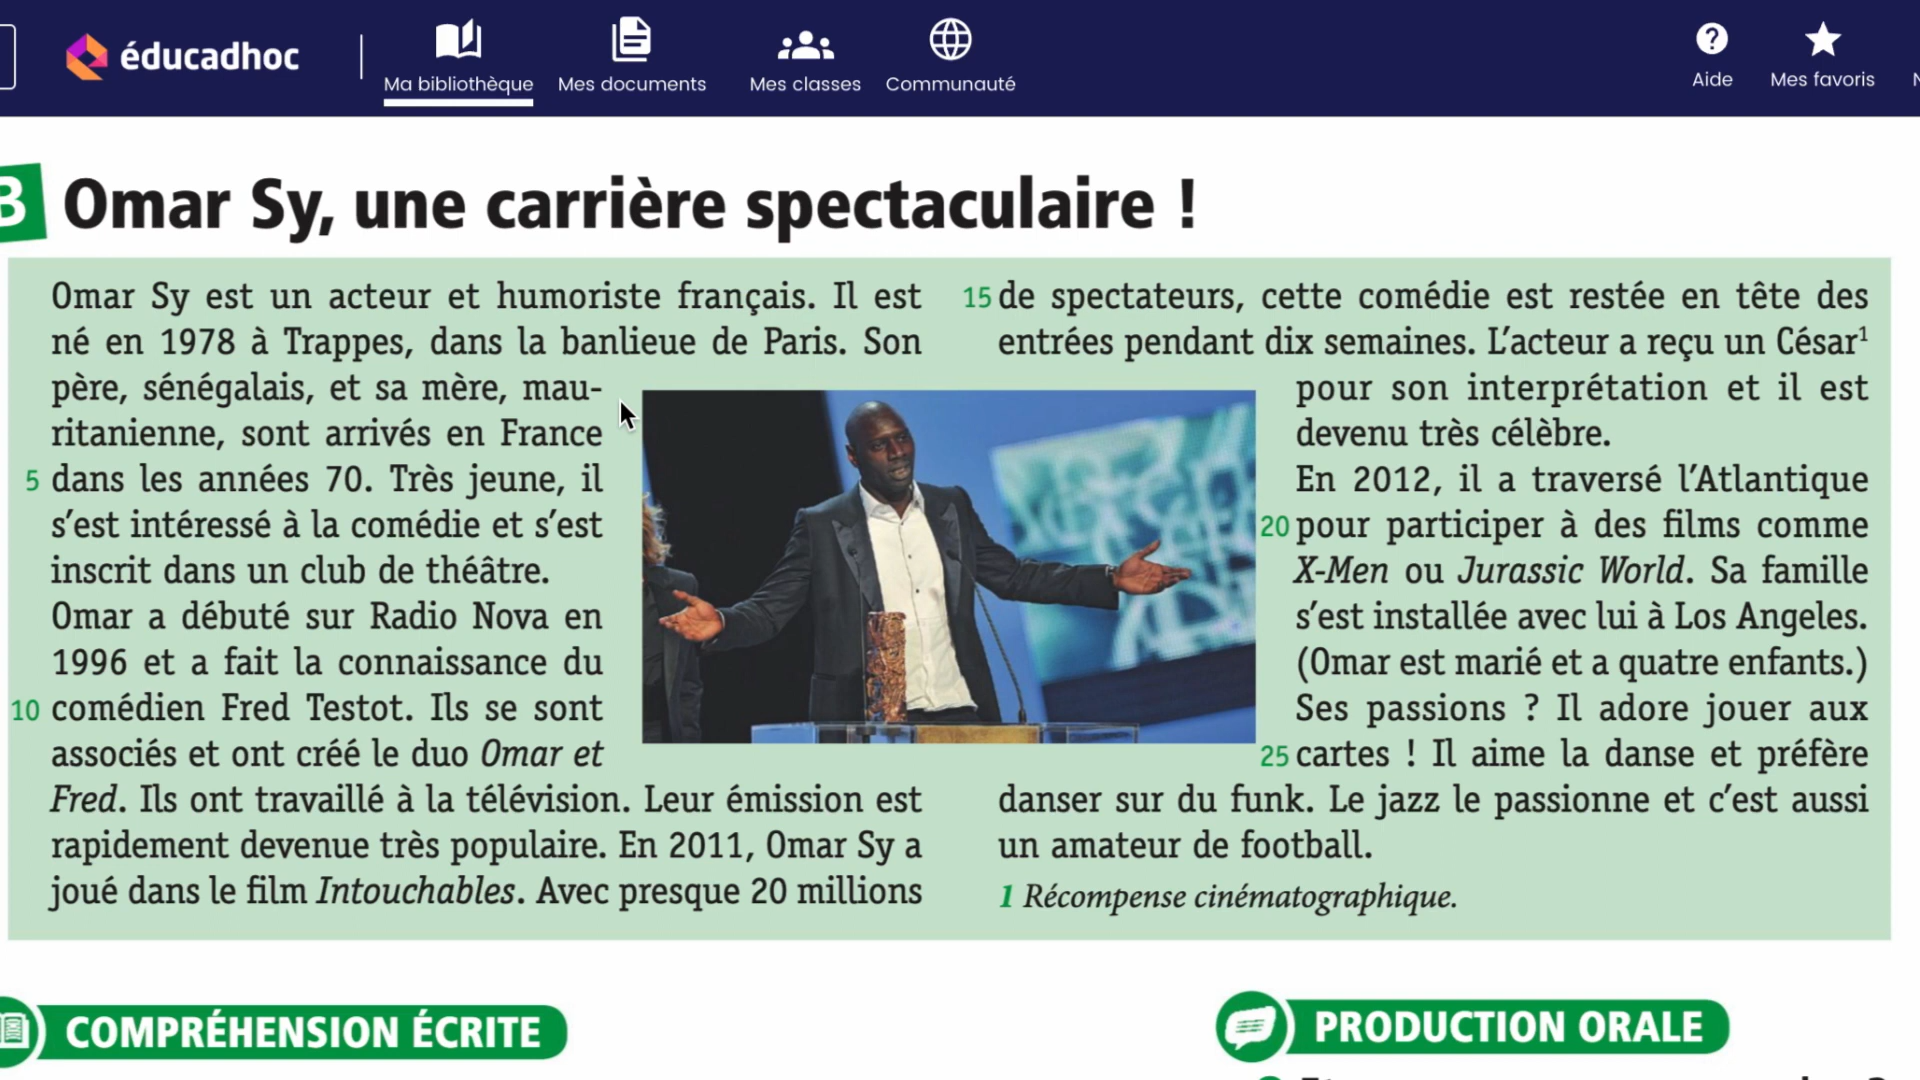 éducadhoc
Ma bibliothèque
Mes documents
Mes classes
Communauté
Aide
Mes favoris
3 Omar Sy, une carrière spectaculaire !
Omar Sy est un acteur et humoriste français. Il est
né en 1978 à Trappes, dans la banlieue de Paris. Son
père, sénégalais, et sa mère, mau-
ritanienne, sont arrivés en France
5 dans les années 70. Très jeune, il
s'est intéressé à la comédie et s'est
inscrit dans un club de théâtre.
Omar a débuté sur Radio Nova en
1996 et a fait la connaissance du
10 comédien Fred Testot. Ils se sont
associés et ont créé le duo Omar et
Fred. Ils ont travaillé à la télévision. Leur émission est
rapidement devenue très populaire. En 2011, Omar Sy a
joué dans le film Intouchables. Avec presque 20 millions
15 de spectateurs, cette comédie est restée en tête des
entrées pendant dix semaines. L'acteur a reçu un César1
pour son interprétation et il est
devenu très célèbre.
En 2012, il a traversé l'Atlantique
20 pour participer à des films comme
X-Men ou Jurassic World. Sa famille
s'est installée avec lui à Los Angeles.
(Omar est marié et a quatre enfants.)
Ses passions ? Il adore jouer aux
25 cartes ! Il aime la danse et préfère
danser sur du funk. Le jazz le passionne et c'est aussi
un amateur de football.
1 Récompense cinématographique.
COMPRÉHENSION ÉCRITE
PRODUCTION ORALE